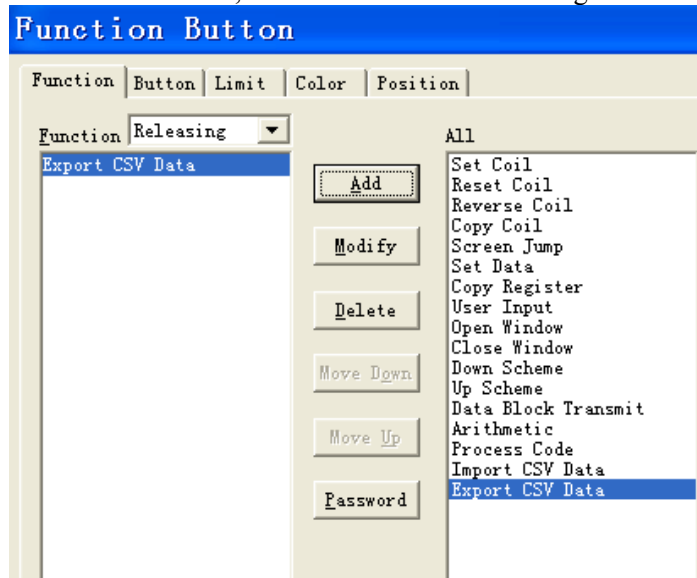 Function Button
Function Button Limit Color Position
Function Releasing
All
Export CSV Data
Add
Modify
Delete
Move Down
Move Up
Password
Set Coil
Reset Coil
Reverse Coil
Copy Coil
Screen Jump
Set Data
Copy Register
User Input
Open Window
Close Window
Down Scheme
Up Scheme
Data Block Transmit
Arithmetic
Process Code
Import CSV Data
Export CSV Data